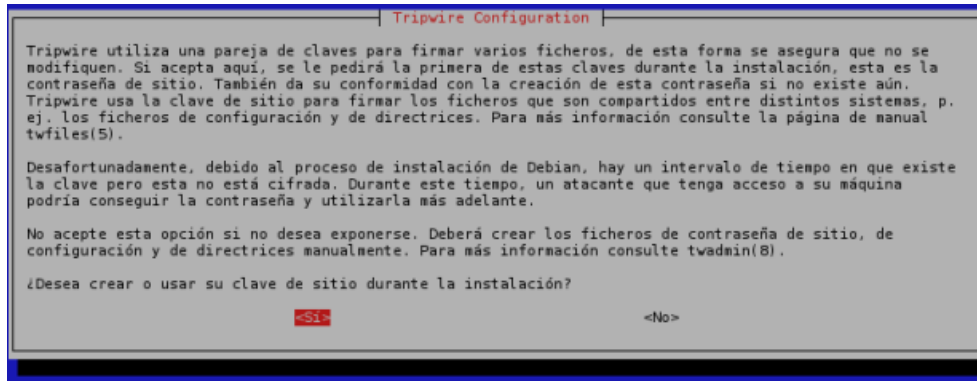 Tripwire Configuration
Tripwire utiliza una pareja de claves para firmar varios ficheros, de esta forma se asegura que no se
modifiquen. Si acepta aquí, se le pedirá la primera de estas claves durante la instalación, esta es la
contraseña de sitio. También da su conformidad con la creación de esta contraseña si no existe aún.
Tripwire usa la clave de sitio para firmar los ficheros que son compartidos entre distintos sistemas, p.
ej. los ficheros de configuración y de directrices. Para más información consulte la página de manual
twfiles(5).
Desafortunadamente, debido al proceso de instalación de Debian, hay un intervalo de tiempo en que existe
la clave pero esta no está cifrada. Durante este tiempo, un atacante que tenga acceso a su máquina
podría conseguir la contraseña y utilizarla más adelante.
No acepte esta opción si no desea exponerse. Deberá crear los ficheros de contraseña de sitio, de
configuración y de directrices manualmente. Para más información consulte twadmin(8).
¿Desea crear o usar su clave de sitio durante la instalación?
<Sí> <No>